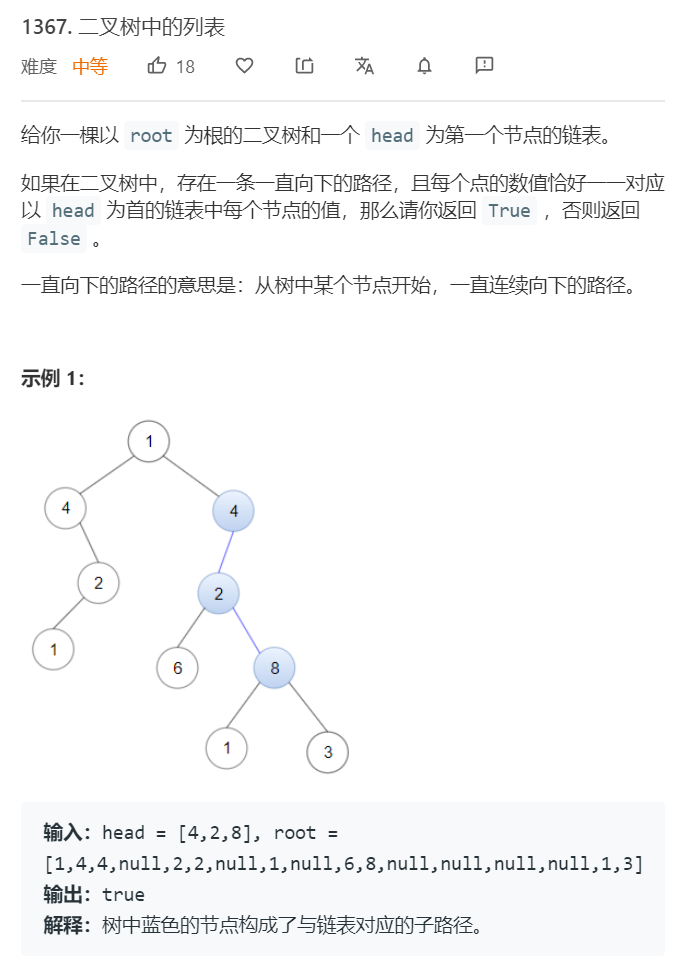 1367. 二叉树中的列表
难度 中等 18
给你一棵以 root 为根的二叉树和一个 head 为第一个节点的链表。
如果在二叉树中，存在一条一直向下的路径，且每个点的数值恰好一一对应
以 head 为首的链表中每个节点的值，那么请你返回 True ，否则返回
False 。
一直向下的路径的意思是：从树中某个节点开始，一直连续向下的路径。
示例 1：
1
4 4
2 2
1 6 8
1 3
输入：head = [4,2,8], root =
[1,4,4,null,2,2,null,1,null,6,8,null,null,null,null,1,3]
输出：true
解释：树中蓝色的节点构成了与链表对应的子路径。